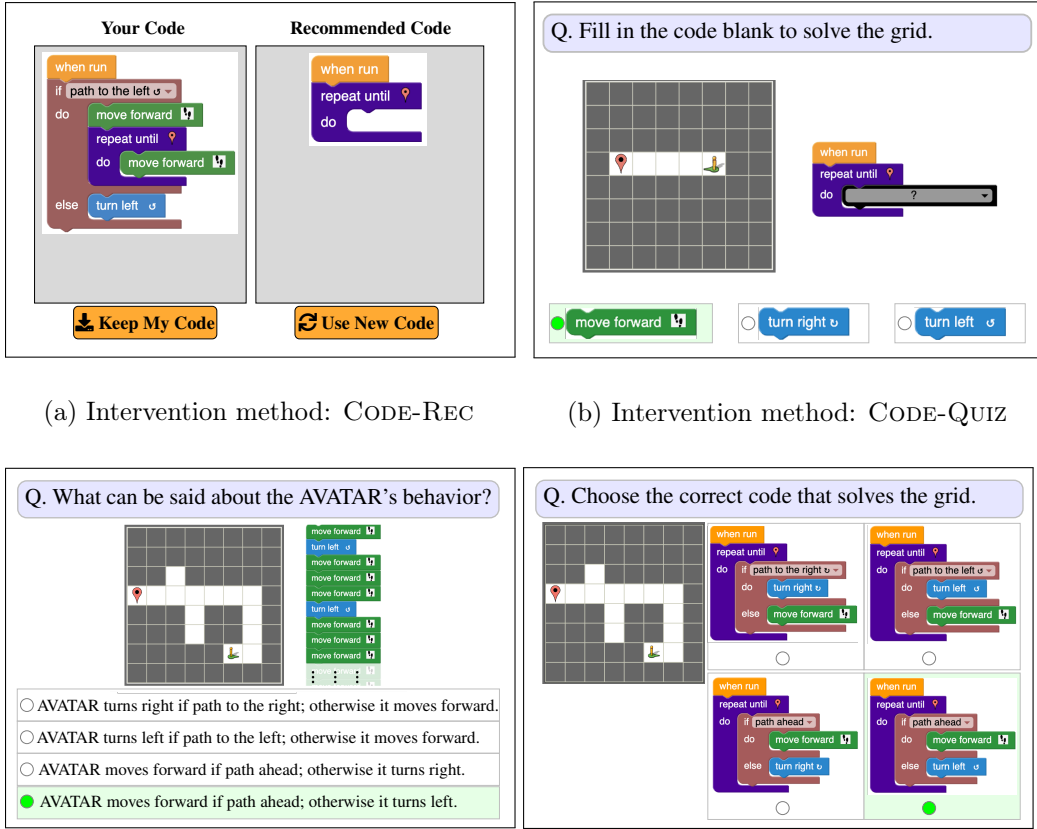 Your Code
Recommended Code
when run
if path to the left ↺
do move forward
repeat until
do move forward
else turn left ↺
when run
repeat until
do
Keep My Code
Use New Code
(a) Intervention method: CODE-REC
Q. Fill in the code blank to solve the grid.
when run
repeat until
do ?
move forward
turn right ↻
turn left ↺
(b) Intervention method: CODE-QUIZ
Q. What can be said about the AVATAR's behavior?
move forward
turn left ↺
move forward
move forward
move forward
turn left ↺
move forward
move forward
move forward
AVATAR turns right if path to the right; otherwise it moves forward.
AVATAR turns left if path to the left; otherwise it moves forward.
AVATAR moves forward if path ahead; otherwise it turns right.
AVATAR moves forward if path ahead; otherwise it turns left.
Q. Choose the correct code that solves the grid.
when run
repeat until
do if path to the right ↻
do turn right ↻
else move forward
when run
repeat until
do if path to the left ↺
do turn left ↺
else move forward
when run
repeat until
do if path ahead
do move forward
else turn right ↻
when run
repeat until
do if path ahead
do move forward
else turn left ↺